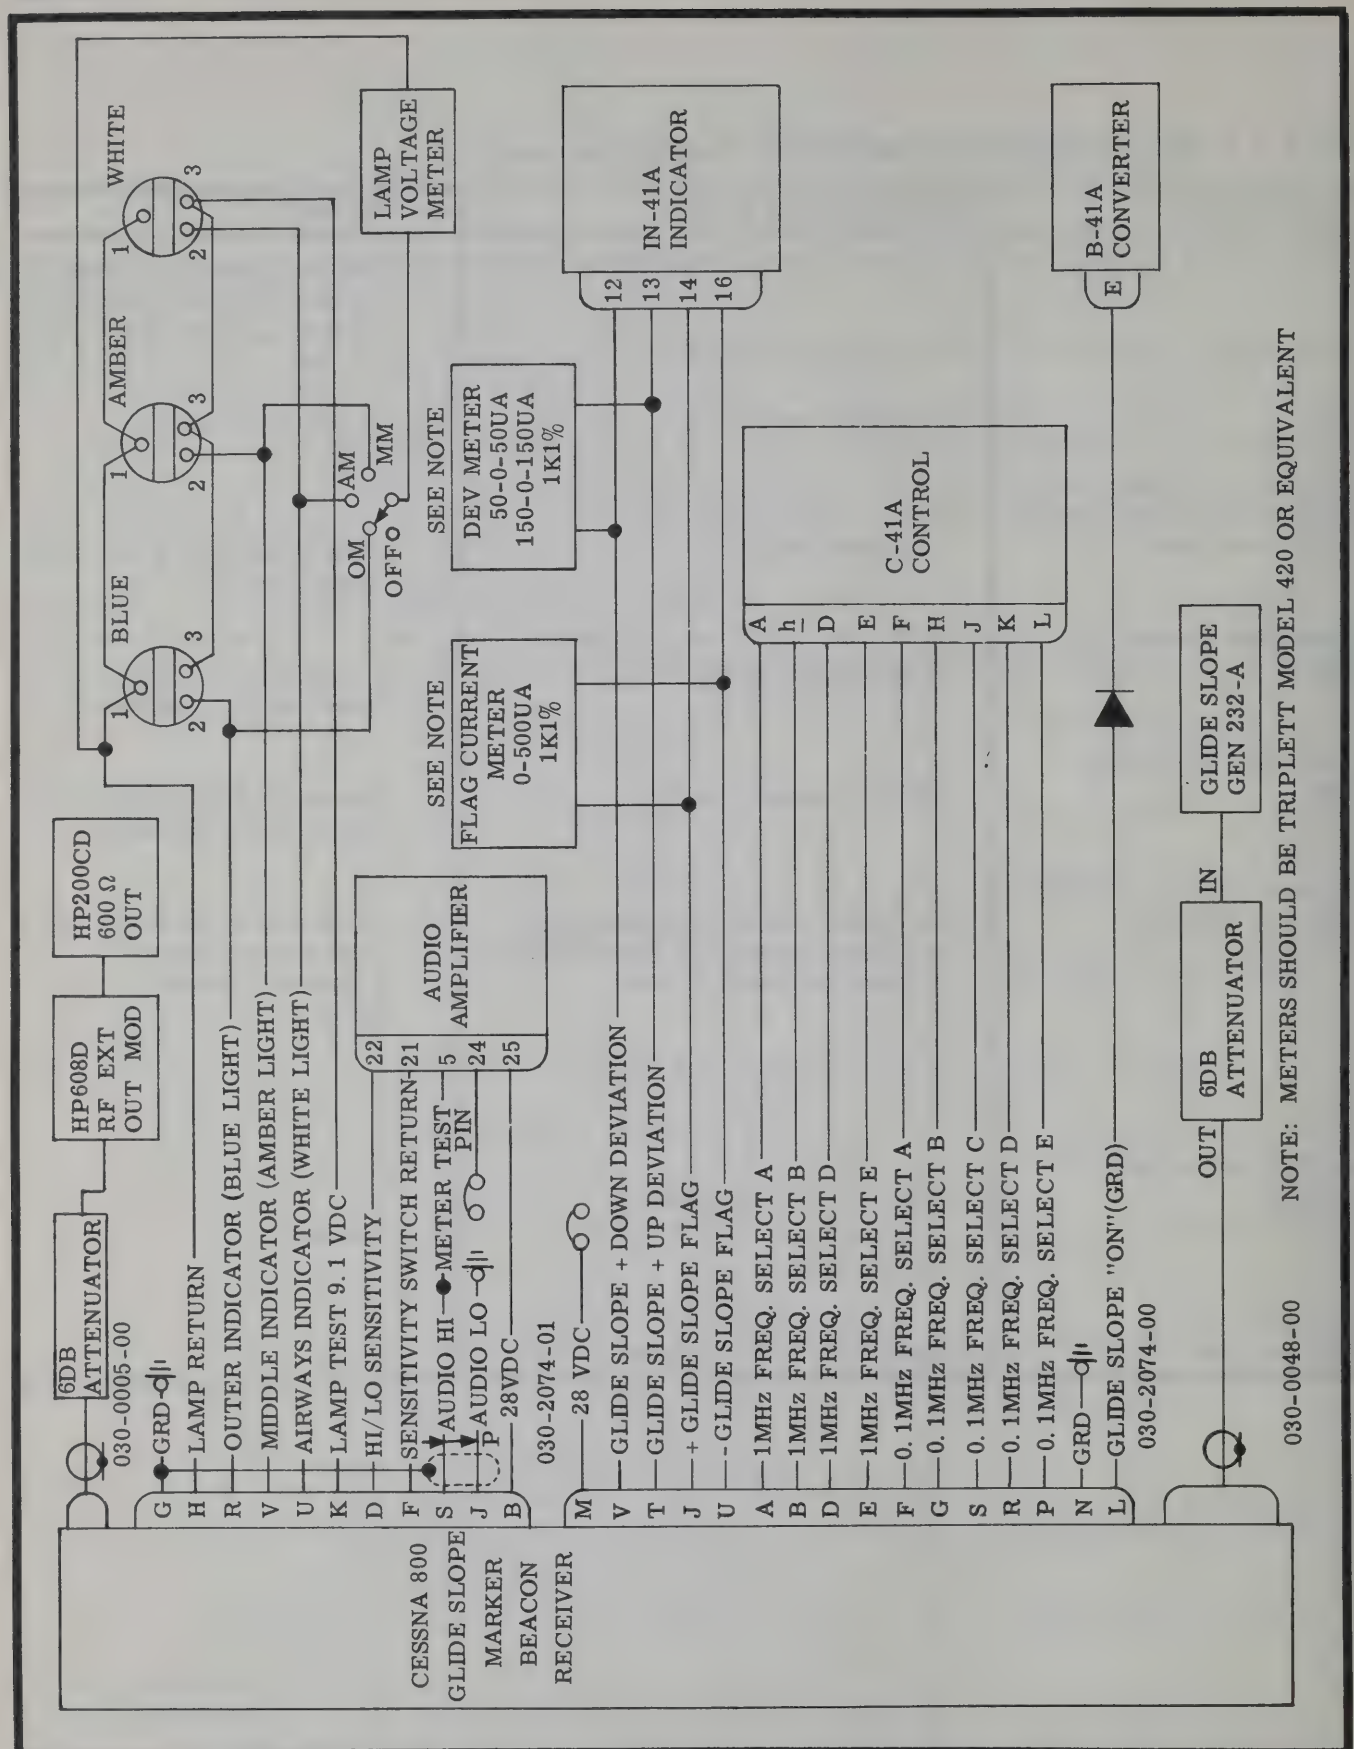 6DB
ATTENUATOR
030-0005-00
HP608D
RF EXT
OUT MOD
HP200CD
600 Ω
OUT
BLUE
1
2
3
AMBER
1
2
3
WHITE
1
2
3
LAMP
VOLTAGE
METER
OM
AM
MM
OFF
G GRD
H LAMP RETURN
R OUTER INDICATOR (BLUE LIGHT)
V MIDDLE INDICATOR (AMBER LIGHT)
U AIRWAYS INDICATOR (WHITE LIGHT)
K LAMP TEST 9.1 VDC
D HI/LO SENSITIVITY 22
F SENSITIVITY SWITCH RETURN 21
S AUDIO HI METER TEST 5
PIN
J P AUDIO LO 24
B 28VDC 25
030-2074-01
AUDIO
AMPLIFIER
CESSNA 800
GLIDE SLOPE
MARKER
BEACON
RECEIVER
SEE NOTE
FLAG CURRENT
METER
0-500UA
1K1%
SEE NOTE
DEV METER
50-0-50UA
150-0-150UA
1K1%
M 28 VDC
V GLIDE SLOPE + DOWN DEVIATION 12
T GLIDE SLOPE + UP DEVIATION 13
J + GLIDE SLOPE FLAG 14
U - GLIDE SLOPE FLAG 16
IN-41A
INDICATOR
A 1MHz FREQ. SELECT A A
B 1MHz FREQ. SELECT B h
D 1MHz FREQ. SELECT D D
E 1MHz FREQ. SELECT E E
F 0.1MHz FREQ. SELECT A F
G 0.1MHz FREQ. SELECT B H
S 0.1MHz FREQ. SELECT C J
R 0.1MHz FREQ. SELECT D K
P 0.1MHz FREQ. SELECT E L
C-41A
CONTROL
N GRD
L GLIDE SLOPE "ON"(GRD) E
030-2074-00
B-41A
CONVERTER
OUT
6DB
ATTENUATOR
IN
GLIDE SLOPE
GEN 232-A
030-0048-00
NOTE: METERS SHOULD BE TRIPLETT MODEL 420 OR EQUIVALENT